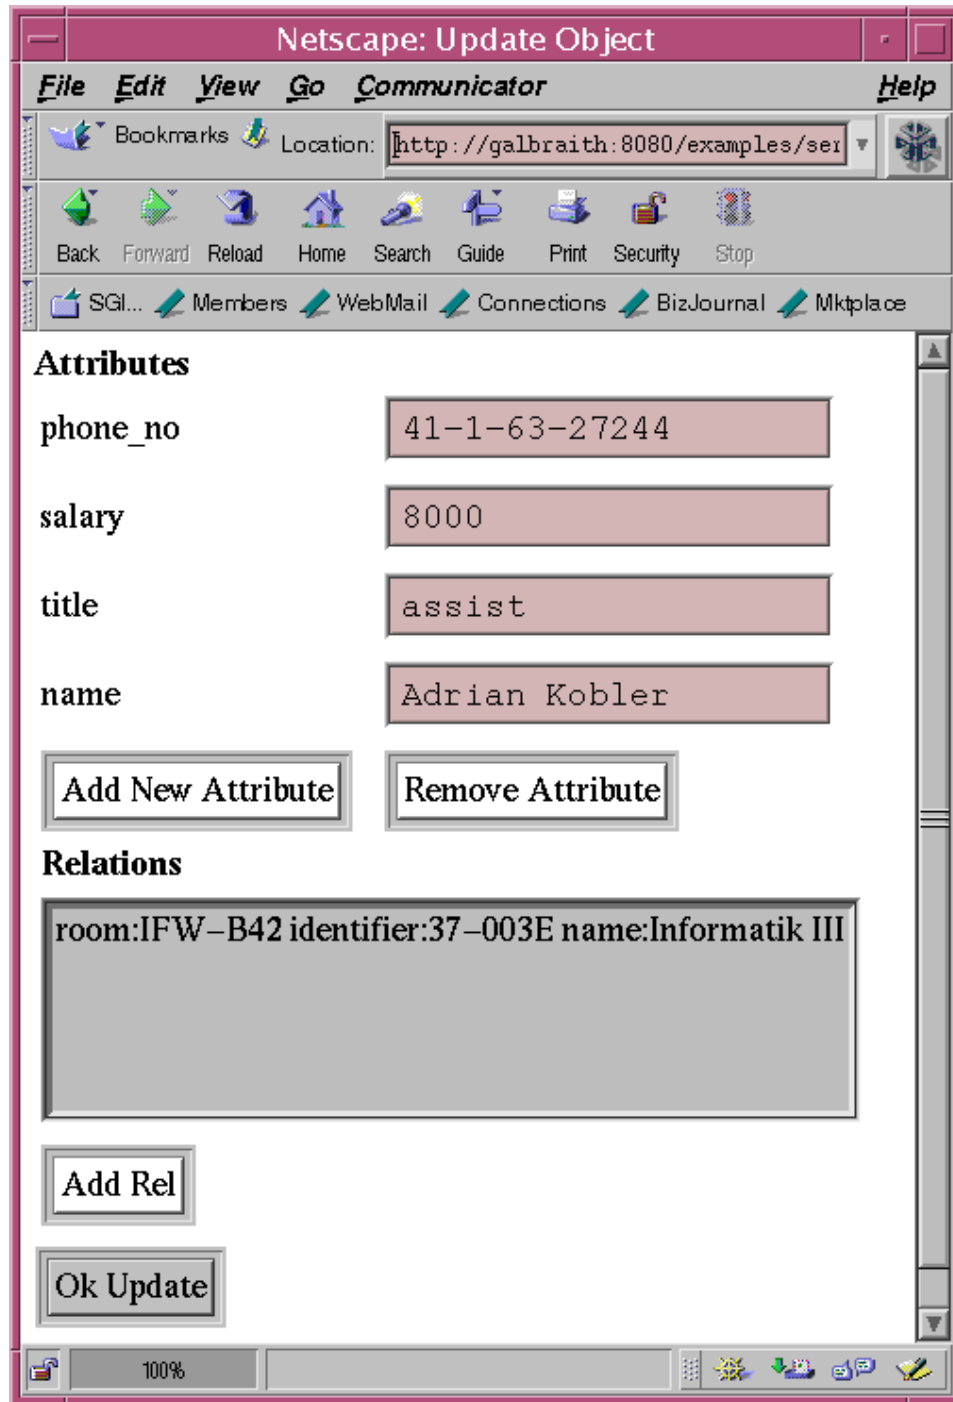 Netscape: Update Object
File Edit View Go Communicator Help
Bookmarks Location: http://galbraith:8080/examples/ser
Back Forward Reload Home Search Guide Print Security Stop
SGI... Members WebMail Connections BizJournal Mktplace
Attributes
phone_no 41-1-63-27244
salary 8000
title assist
name Adrian Kobler
Add New Attribute Remove Attribute
Relations
room:IFW-B42 identifier:37-003E name:Informatik III
Add Rel
Ok Update
100%